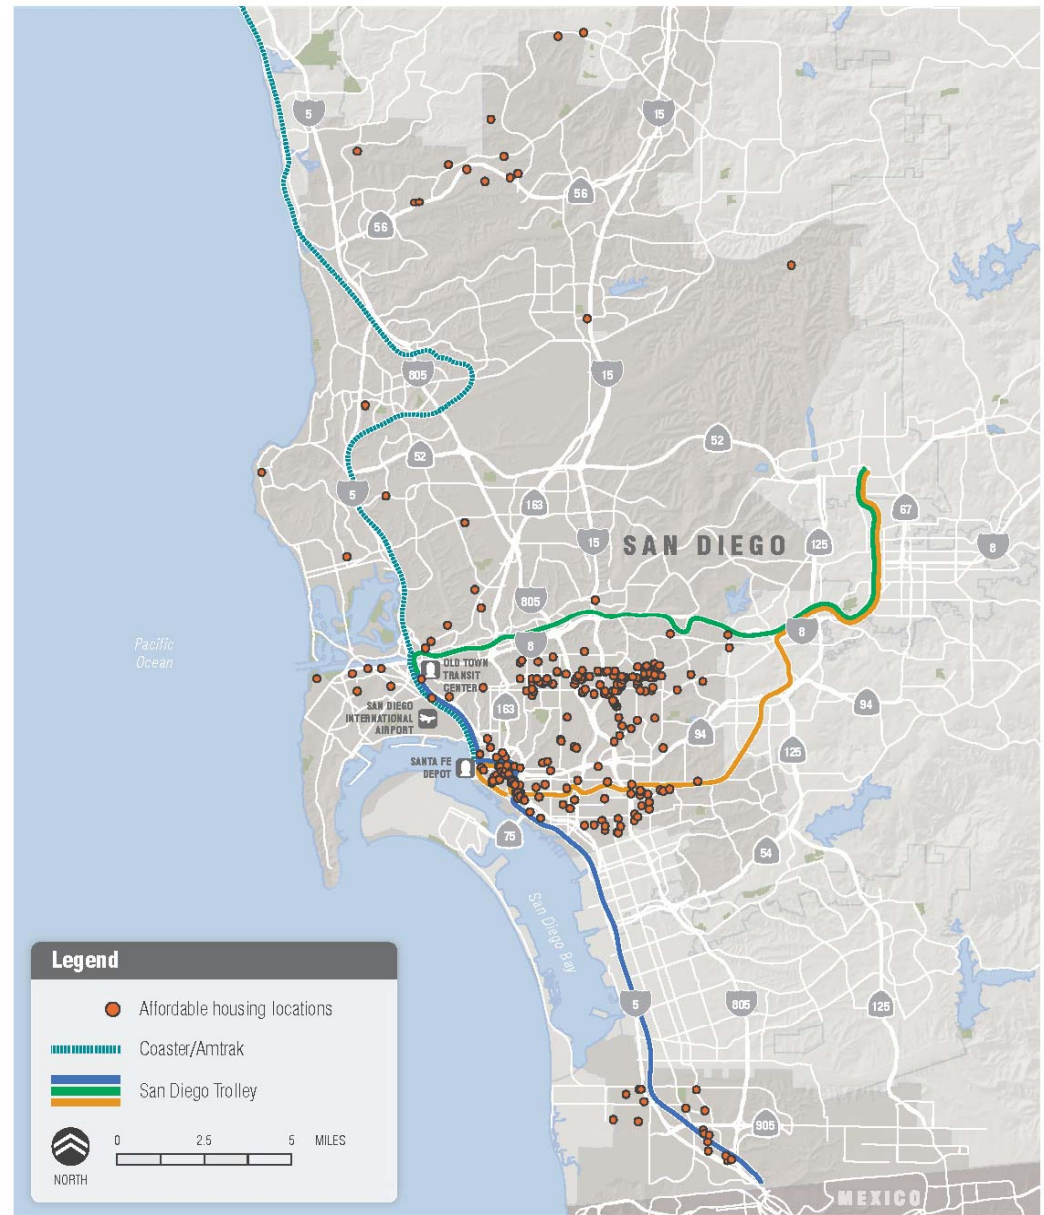 5
15
56
56
805
15
52
52
5
163
67
SAN DIEGO
15
125
8
805
8
8
Pacific
Ocean
OLD TOWN
TRANSIT
CENTER
163
94
SAN DIEGO
INTERNATIONAL
AIRPORT
94
125
SANTA FE
DEPOT
75
54
San Diego Bay
5
805
125
905
MEXICO
Legend
Affordable housing locations
Coaster/Amtrak
San Diego Trolley
0 2.5 5 MILES
NORTH